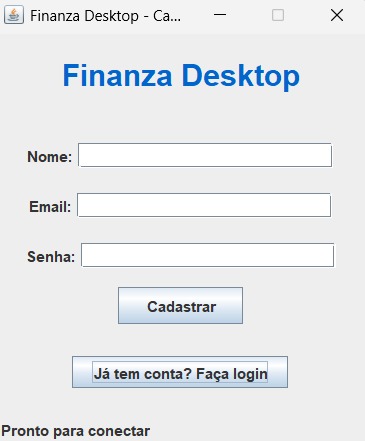 Finanza Desktop - Ca...
Finanza Desktop
Nome:
Email:
Senha:
Cadastrar
Já tem conta? Faça login
Pronto para conectar